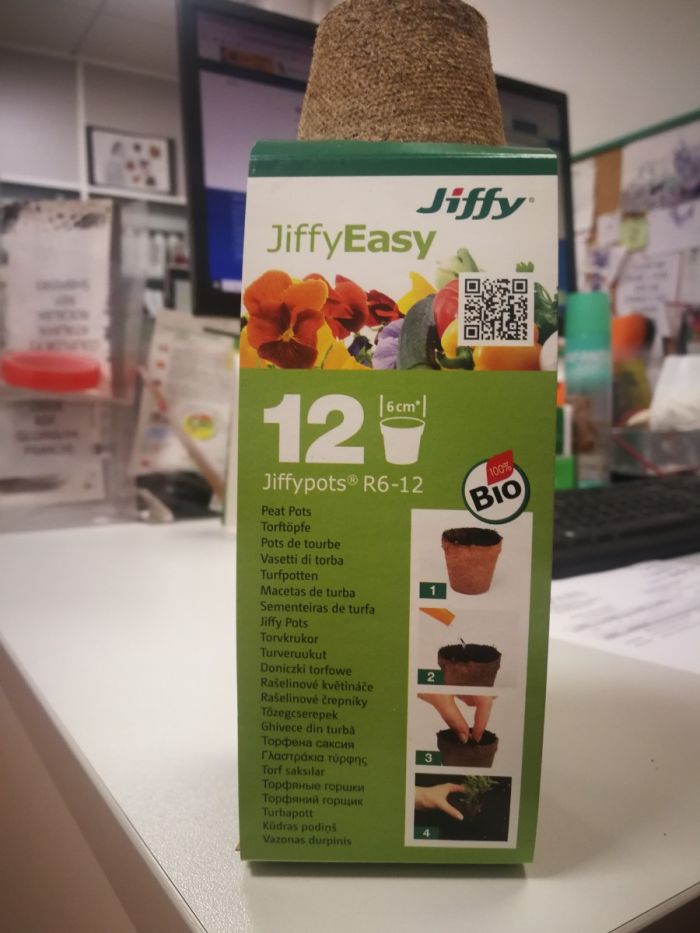 Jiffy®
JiffyEasy
12
6cm*
Jiffypots® R6-12
100%
BIO
Peat Pots
Torftöpfe
Pots de tourbe
Vasetti di torba
Turfpotten
Macetas de turba
Sementeiras de turfa
Jiffy Pots
Torvkrukor
Turveruukut
Doniczki torfowe
Rašelinové květináče
Rašelinové črepniky
Tőzegcserepek
Ghivece din turbă
Торфена саксия
Γλαστράκια τύρφης
Torf saksılar
Торфяные горшки
Торфяний горщик
Turbapott
Kūdras podiņš
Vazonas durpinis
1
2
3
4